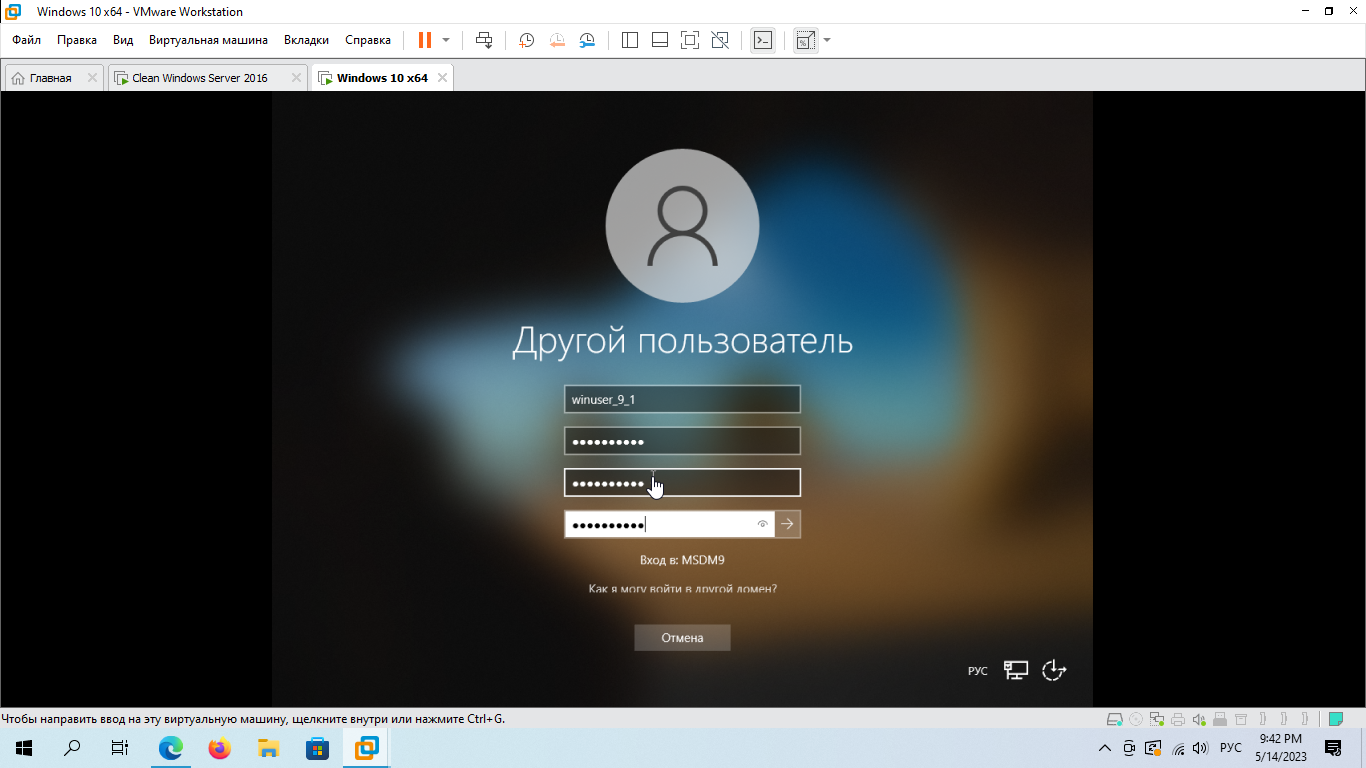 Windows 10 x64 - VMware Workstation
Файл Правка Вид Виртуальная машина Вкладки Справка
Главная Clean Windows Server 2016 Windows 10 x64
Другой пользователь
winuser_9_1
●●●●●●●●●●
●●●●●●●●●●
●●●●●●●●●●
Вход в: MSDM9
Как я могу войти в другой домен?
Отмена
РУС
Чтобы направить ввод на эту виртуальную машину, щелкните внутри или нажмите Ctrl+G.
РУС
9:42 PM
5/14/2023